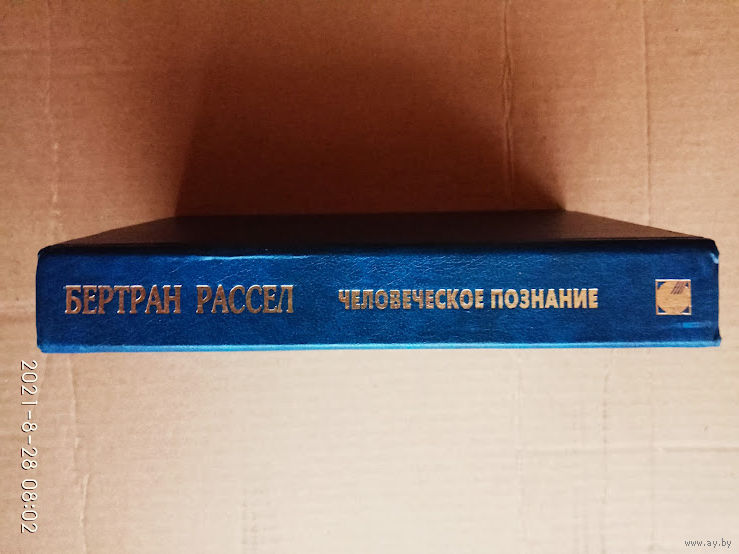 БЕРТРАН РАССЕЛ ЧЕЛОВЕЧЕСКОЕ ПОЗНАНИЕ
2021-8-28 08:02
www.ay.by